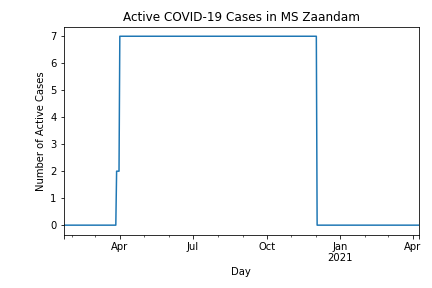 Active COVID-19 Cases in MS Zaandam
Number of Active Cases
7
6
5
4
3
2
1
0
Apr Jul Oct Jan Apr
2021
Day